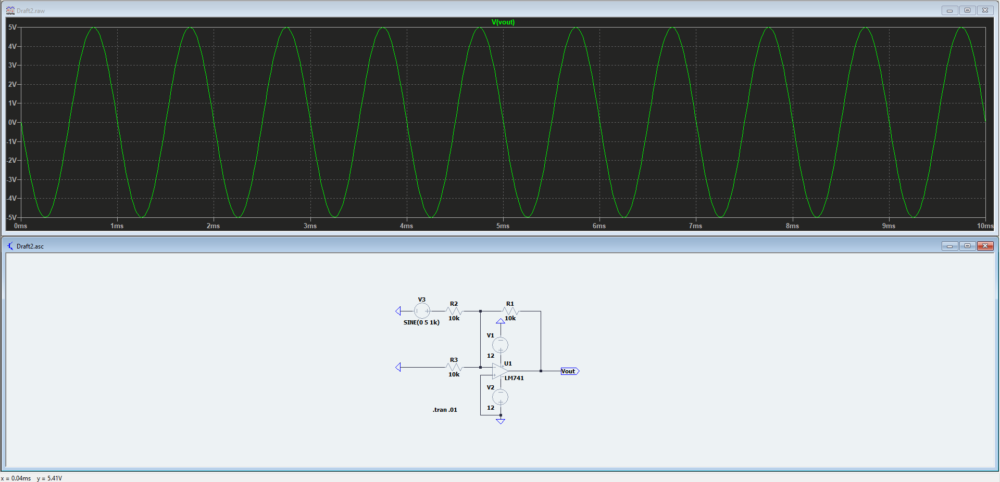 Draft2.raw
V(vout)
5V
4V
3V
2V
1V
0V
-1V
-2V
-3V
-4V
-5V
0ms 1ms 2ms 3ms 4ms 5ms 6ms 7ms 8ms 9ms 10ms
Draft2.asc
V3 R2 R1
10k 10k
SINE(0 5 1k)
V1
12
R3 U1
10k
Vout
LM741
V2
12
.tran .01
x = 0.04ms y = 5.41V